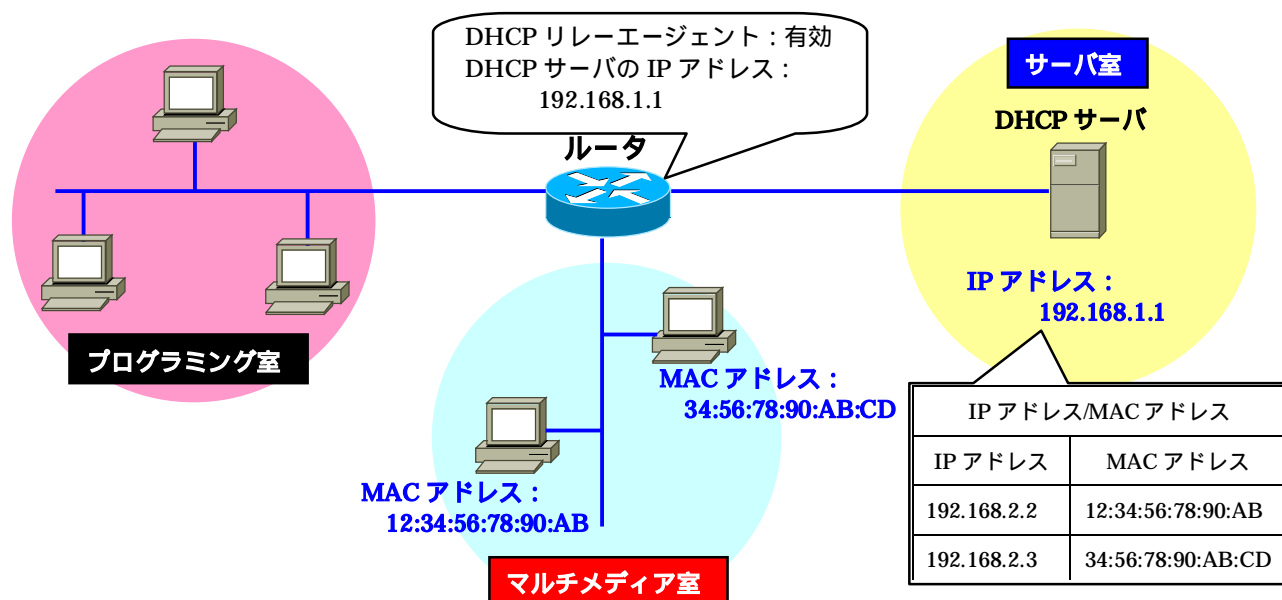 DHCP リレーエージェント：有効
DHCP サーバの IP アドレス：
192.168.1.1
ルータ
サーバ室
DHCP サーバ
IP アドレス：
192.168.1.1
プログラミング室
MAC アドレス：
34:56:78:90:AB:CD
MAC アドレス：
12:34:56:78:90:AB
マルチメディア室
IP アドレス/MAC アドレス
IP アドレス MAC アドレス
192.168.2.2 12:34:56:78:90:AB
192.168.2.3 34:56:78:90:AB:CD